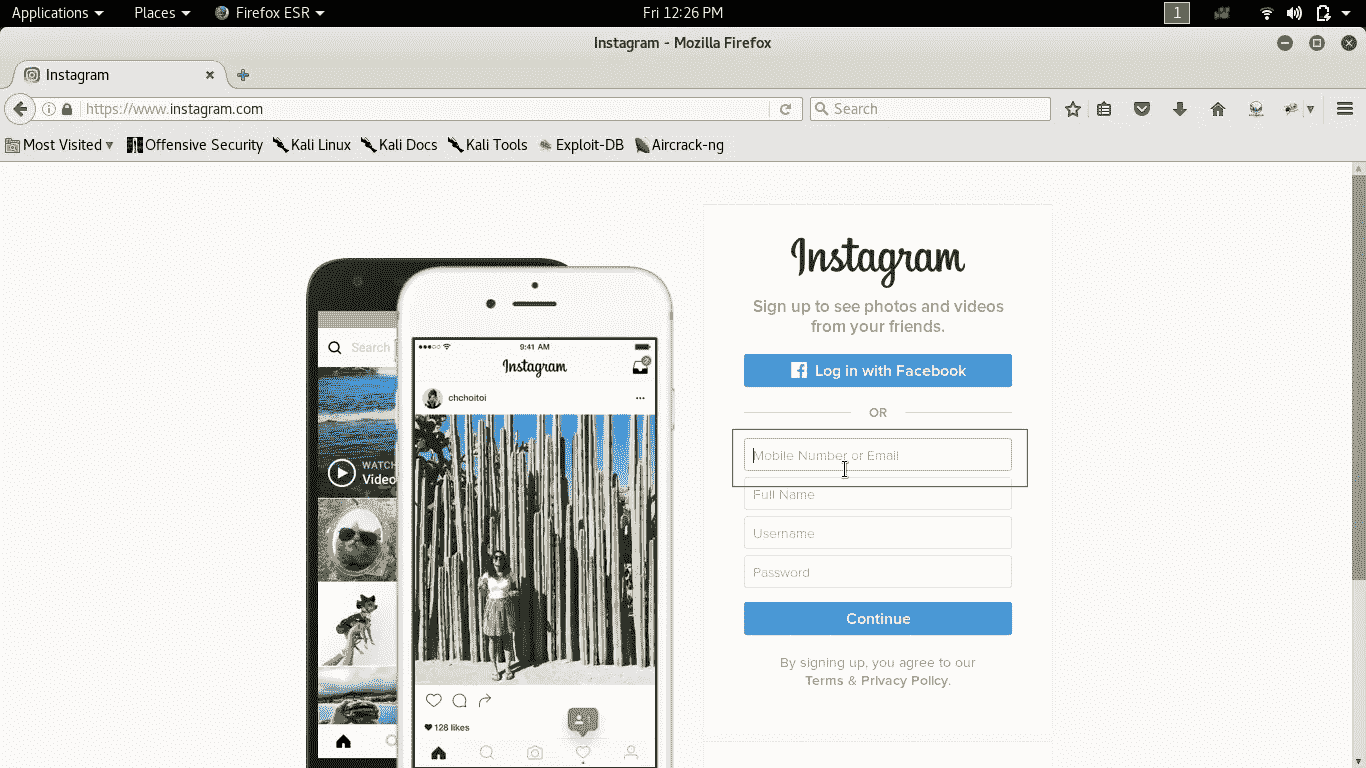 Applications Places Firefox ESR Fri 12:26 PM 1
Instagram - Mozilla Firefox
Instagram
https://www.instagram.com Search
Most Visited Offensive Security Kali Linux Kali Docs Kali Tools Exploit-DB Aircrack-ng
Search
WATCH
Video
9:41 AM
Instagram
chchoitoi
128 likes
Instagram
Sign up to see photos and videos
from your friends.
Log in with Facebook
OR
Mobile Number or Email
Full Name
Username
Password
Continue
By signing up, you agree to our
Terms & Privacy Policy.